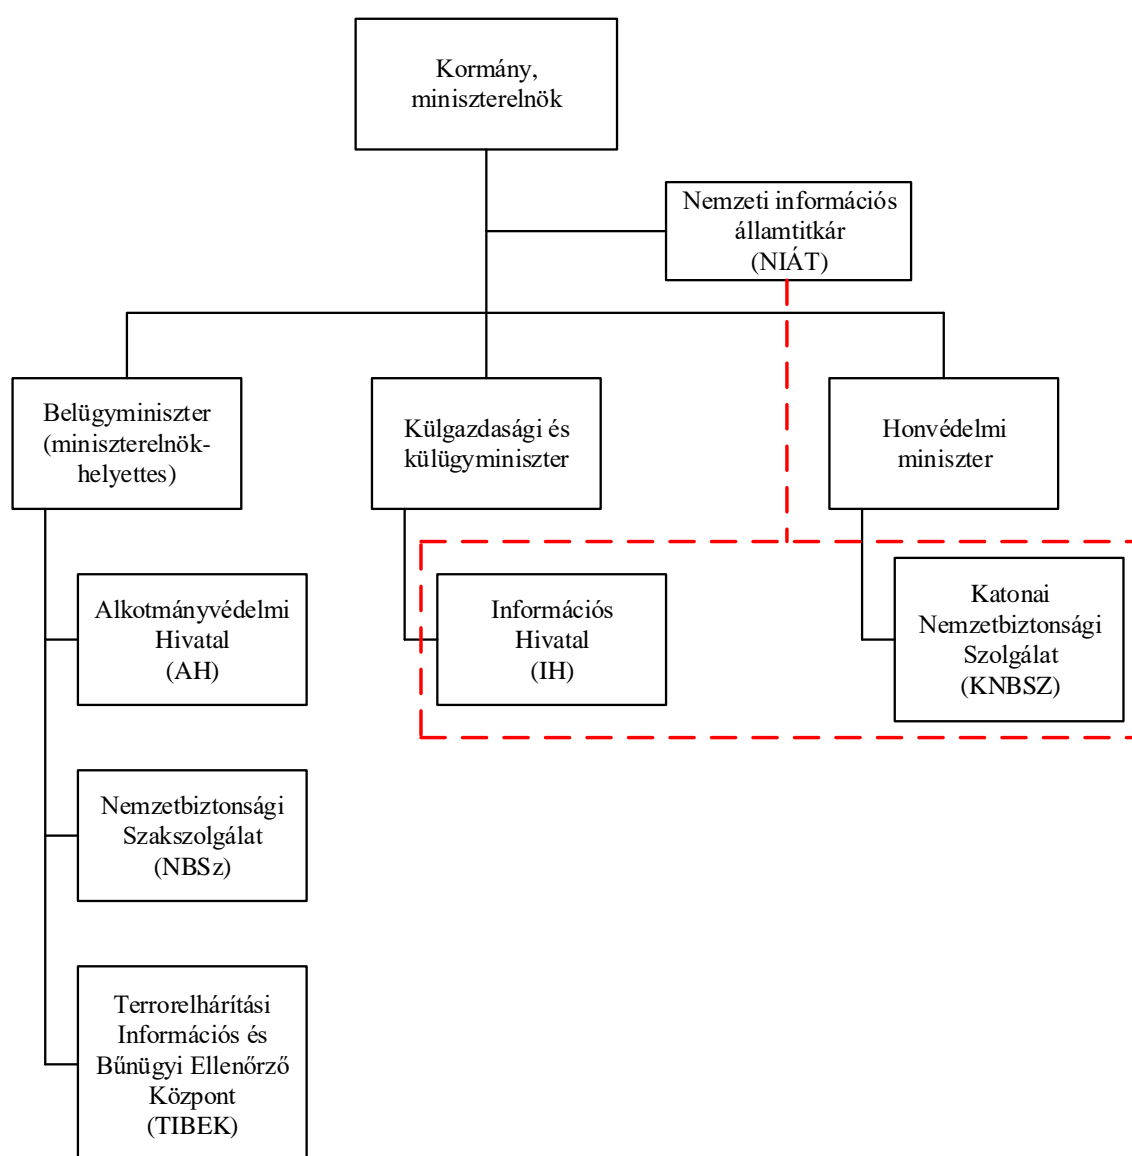 Kormány,
miniszterelnök
Nemzeti információs
államtitkár
(NIÁT)
Belügyminiszter
(miniszterelnök-
helyettes)
Külgazdasági és
külügyminiszter
Honvédelmi
miniszter
Alkotmányvédelmi
Hivatal
(AH)
Információs
Hivatal
(IH)
Katonai
Nemzetbiztonsági
Szolgálat
(KNBSZ)
Nemzetbiztonsági
Szakszolgálat
(NBSz)
Terrorelhárítási
Információs és
Bűnügyi Ellenőrző
Központ
(TIBEK)